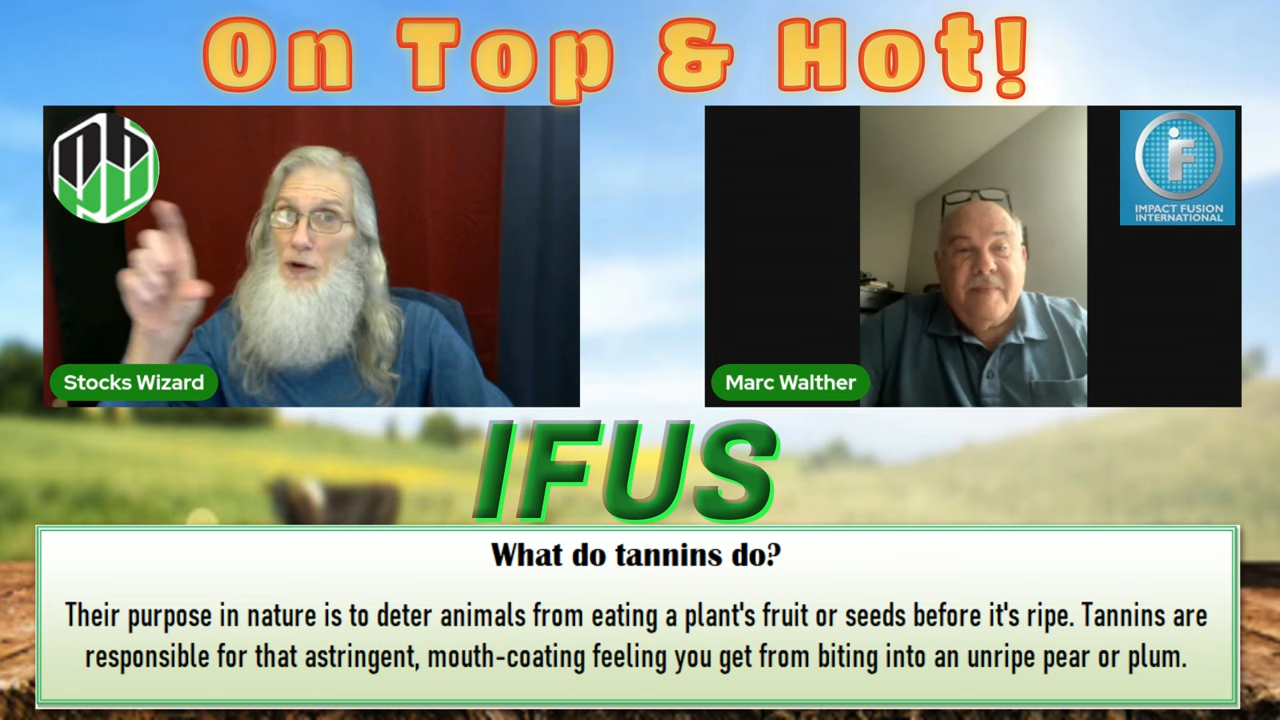 On Top & Hot!
IMPACT FUSION
INTERNATIONAL
Stocks Wizard
Marc Walther
IFUS
What do tannins do?
Their purpose in nature is to deter animals from eating a plant's fruit or seeds before it's ripe. Tannins are
responsible for that astringent, mouth-coating feeling you get from biting into an unripe pear or plum.